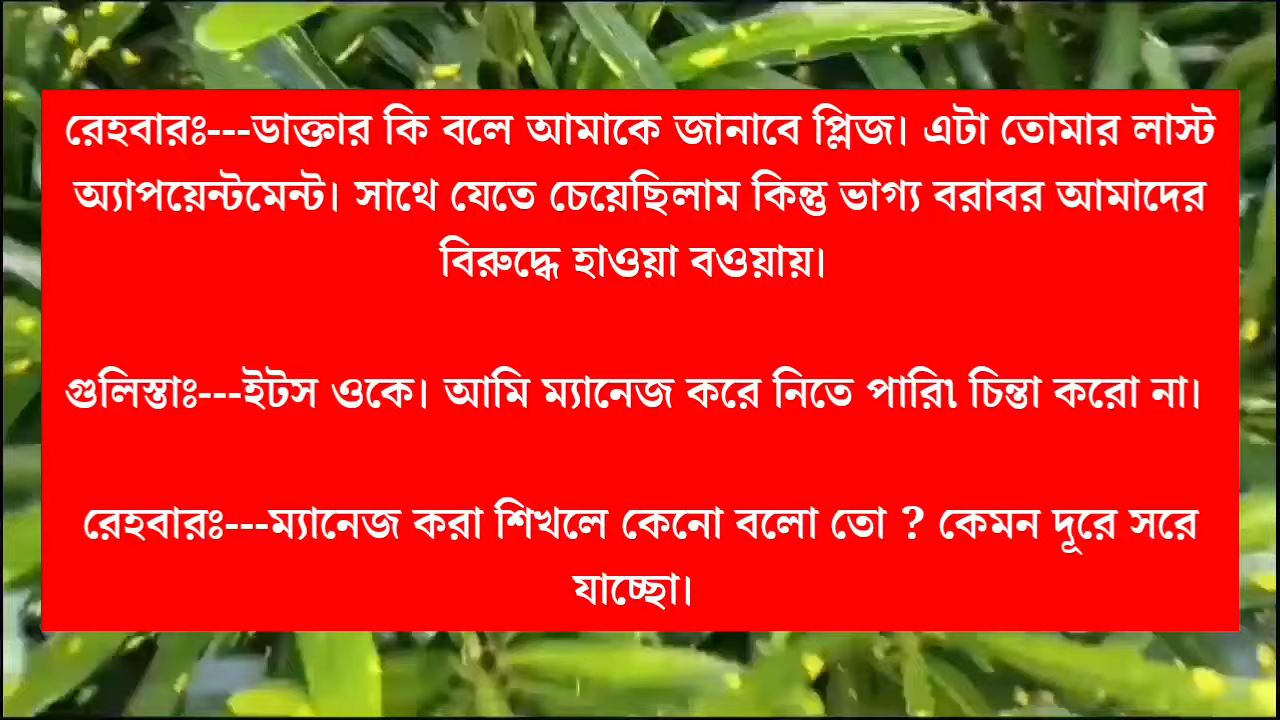 রেহবারঃ---ডাক্তার কি বলে আমাকে জানাবে প্লিজ। এটা তোমার লাস্ট
অ্যাপয়েন্টমেন্ট। সাথে যেতে চেয়েছিলাম কিন্তু ভাগ্য বরাবর আমাদের
বিরুদ্ধে হাওয়া বওয়ায়।
গুলিস্তাঃ---ইটস ওকে। আমি ম্যানেজ করে নিতে পারি৷ চিন্তা করো না।
রেহবারঃ---ম্যানেজ করা শিখলে কেনো বলো তো ? কেমন দূরে সরে
যাচ্ছো।